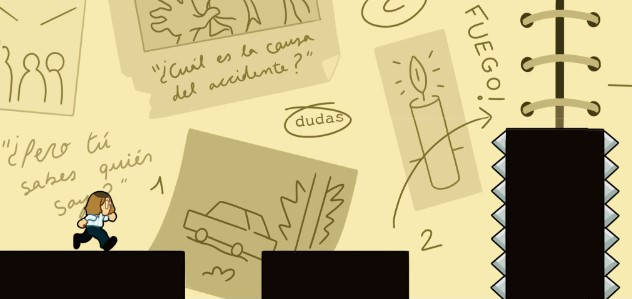 "¿Cuál es la causa
del accidente?"
FUEGO!
dudas
"¿Pero tú
sabes quién
1
2